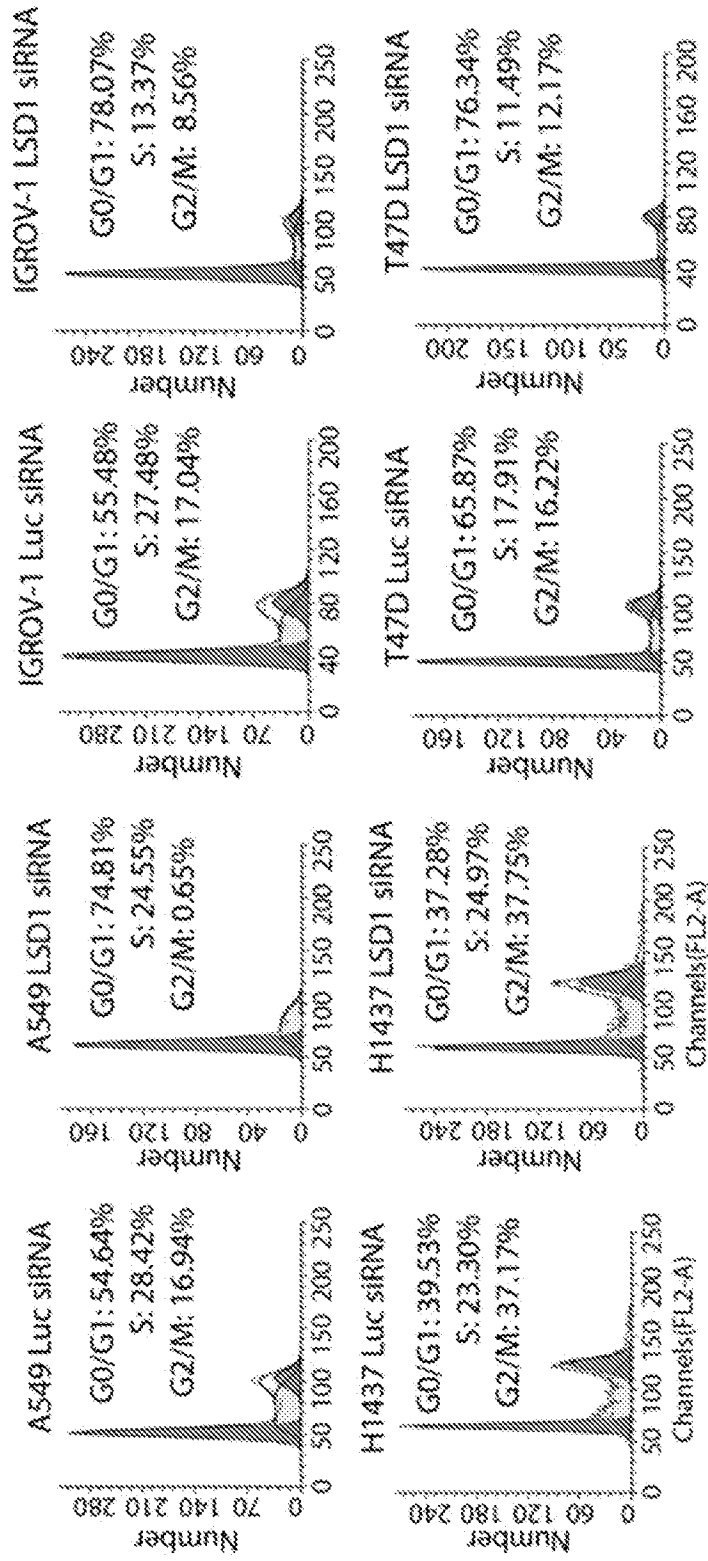 A549 Luc siRNA
G0/G1: 54.64%
S: 28.42%
G2/M: 16.94%
Number
280
210
140
70
0
0 50 100 150 200 250
A549 LSD1 siRNA
G0/G1: 74.81%
S: 24.55%
G2/M: 0.65%
Number
160
120
80
40
0
0 50 100 150 200 250
IGROV-1 Luc siRNA
G0/G1: 55.48%
S: 27.48%
G2/M: 17.04%
Number
280
210
140
70
0
0 40 80 120 160 200
IGROV-1 LSD1 siRNA
G0/G1: 78.07%
S: 13.37%
G2/M: 8.56%
Number
240
180
120
60
0
0 50 100 150 200 250
H1437 Luc siRNA
G0/G1: 39.53%
S: 23.30%
G2/M: 37.17%
Number
240
180
120
60
0
0 50 100 150 200 250
Channels(FL2-A)
H1437 LSD1 siRNA
G0/G1: 37.28%
S: 24.97%
G2/M: 37.75%
Number
240
180
120
60
0
0 50 100 150 200 250
Channels(FL2-A)
T47D Luc siRNA
G0/G1: 65.87%
S: 17.91%
G2/M: 16.22%
Number
160
120
80
40
0
0 50 100 150 200 250
T47D LSD1 siRNA
G0/G1: 76.34%
S: 11.49%
G2/M: 12.17%
Number
200
150
100
50
0
0 40 80 120 160 200